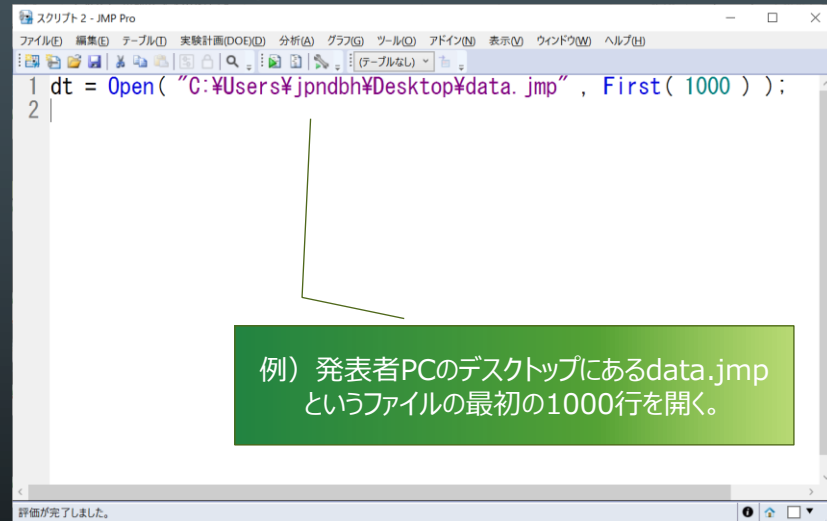 スクリプト 2 - JMP Pro
ファイル(F) 編集(E) テーブル(T) 実験計画(DOE)(D) 分析(A) グラフ(G) ツール(O) アドイン(N) 表示(V) ウィンドウ(W) ヘルプ(H)
(テーブルなし)
1 dt = Open( "C:¥Users¥jpndbh¥Desktop¥data.jmp" , First( 1000 ) );
2
例）発表者PCのデスクトップにあるdata.jmp
というファイルの最初の1000行を開く。
評価が完了しました。